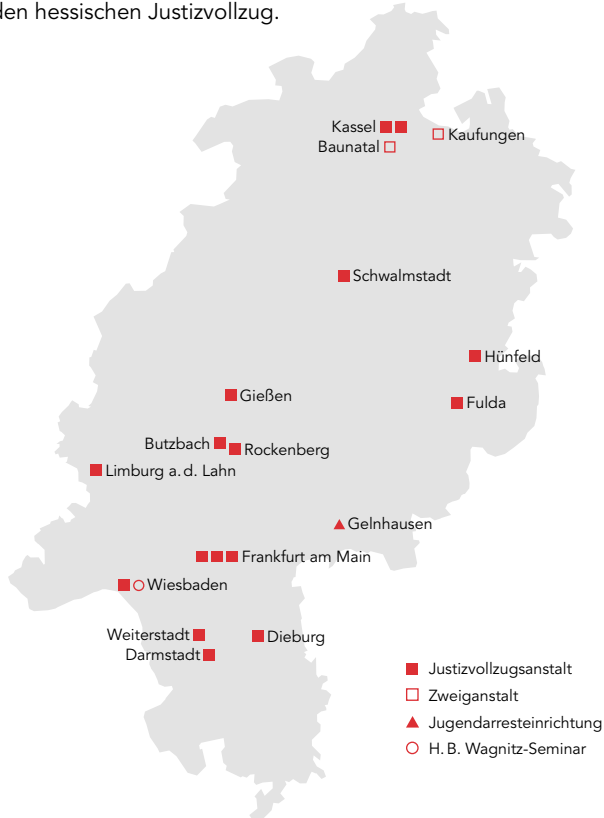 den hessischen Justizvollzug.
Kassel
Kaufungen
Baunatal
Schwalmstadt
Hünfeld
Gießen
Fulda
Butzbach
Rockenberg
Limburg a. d. Lahn
Gelnhausen
Frankfurt am Main
Wiesbaden
Weiterstadt
Dieburg
Darmstadt
Justizvollzugsanstalt
Zweiganstalt
Jugendarresteinrichtung
H. B. Wagnitz-Seminar